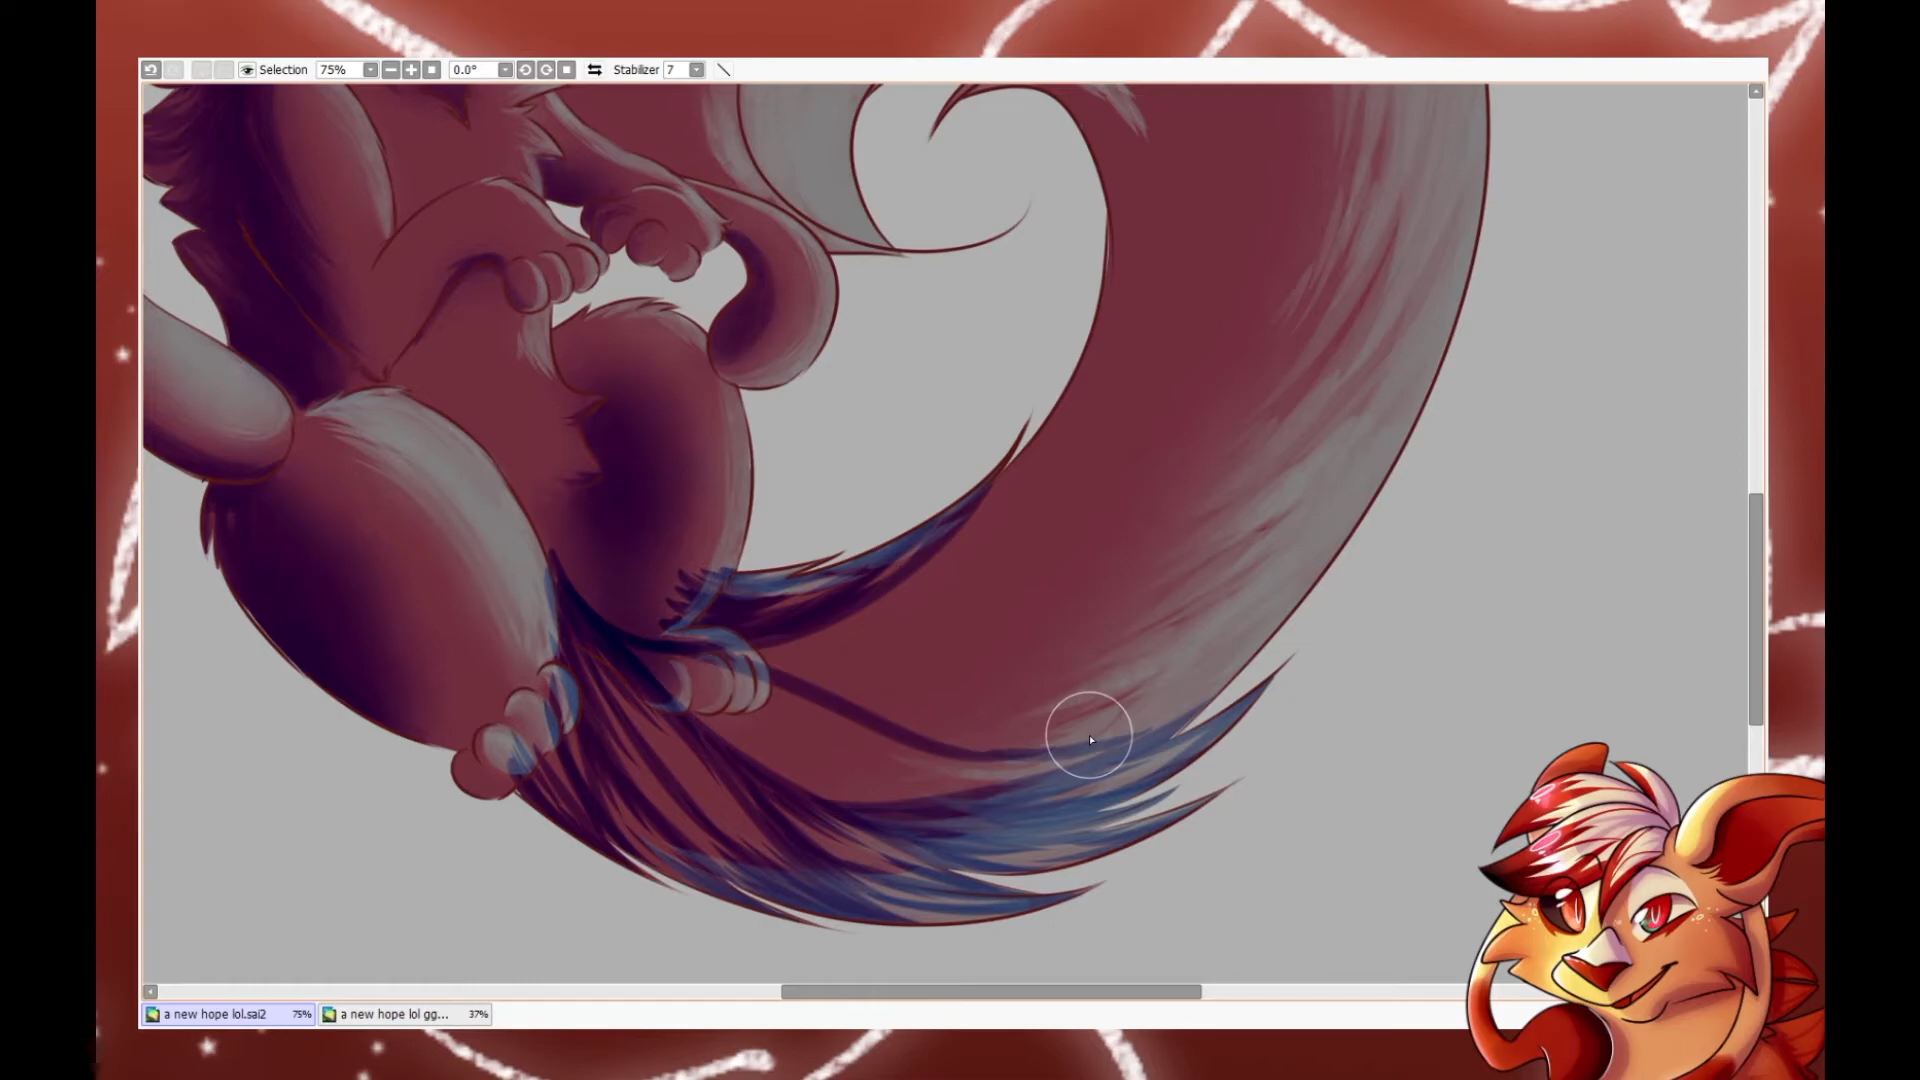 Selection 75% 0.0° Stabilizer 7
a new hope lol.sai2 75% a new hope lol gg... 37%